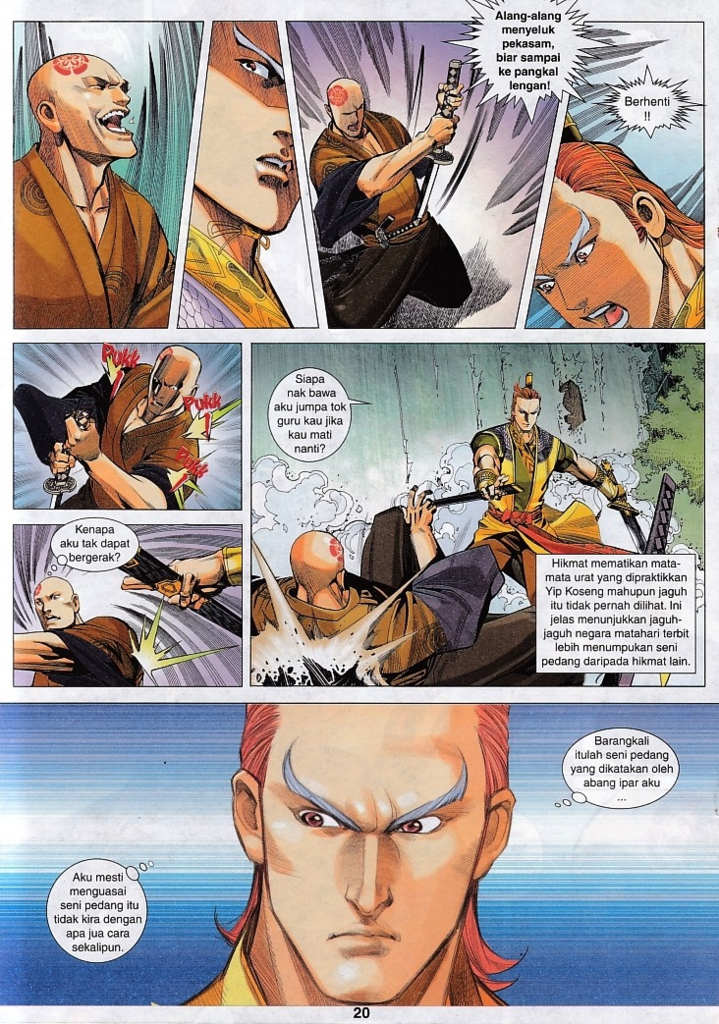 Alang-alang
menyeluk
pekasam,
biar sampai
ke pangkal
lengan!
Berhenti
!!
PUKK
!
PUKK
!
PUKK
!
Siapa
nak bawa
aku jumpa tok
guru kau jika
kau mati
nanti?
Kenapa
aku tak dapat
bergerak?
Hikmat mematikan mata-
mata urat yang dipraktikkan
Yip Koseng mahupun jaguh
itu tidak pernah dilihat. Ini
jelas menunjukkan jaguh-
jaguh negara matahari terbit
lebih menumpukan seni
pedang daripada hikmat lain.
Barangkali
itulah seni pedang
yang dikatakan oleh
abang ipar aku
...
Aku mesti
menguasai
seni pedang itu
tidak kira dengan
apa jua cara
sekalipun.
20